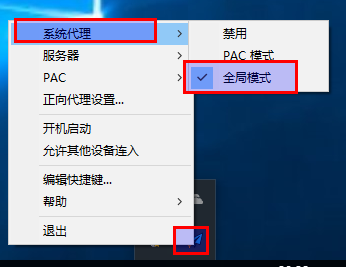 系统代理
服务器
PAC
正向代理设置...
开机启动
允许其他设备连入
编辑快捷键...
帮助
退出
禁用
PAC 模式
全局模式